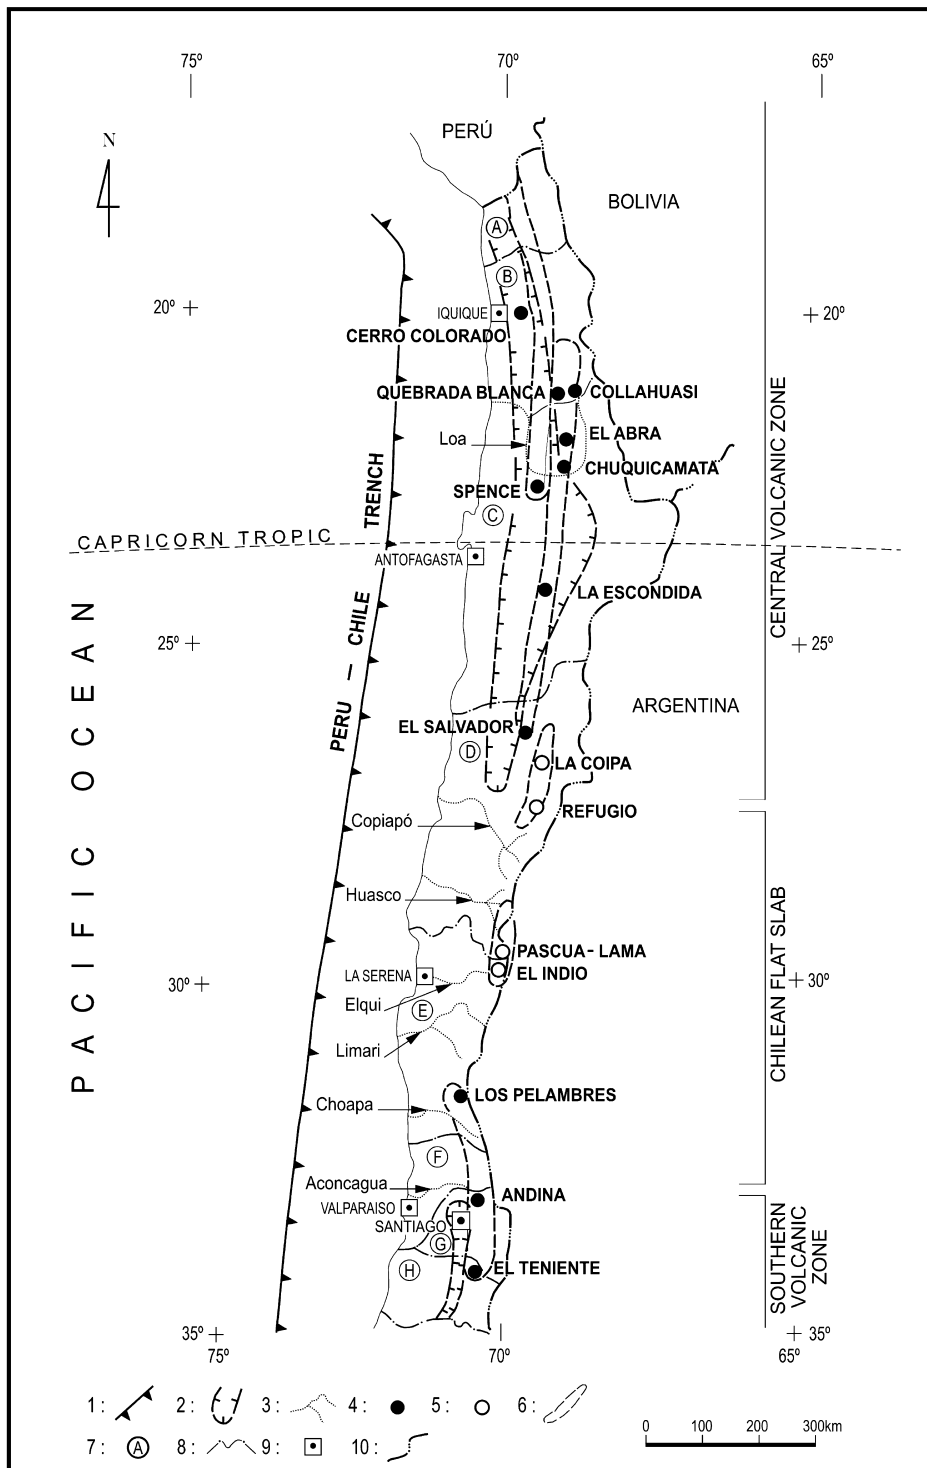 75º 70º 65º
PERÚ
N
BOLIVIA
A
B
20º
20º
IQUIQUE
CERRO COLORADO
QUEBRADA BLANCA
COLLAHUASI
Loa
EL ABRA
CHUQUICAMATA
SPENCE
C
CAPRICORN TROPIC
ANTOFAGASTA
LA ESCONDIDA
PERU – CHILE TRENCH
PACIFIC OCEAN
CENTRAL VOLCANIC ZONE
25º
25º
ARGENTINA
EL SALVADOR
D
LA COIPA
REFUGIO
Copiapó
Huasco
CHILEAN FLAT SLAB
PASCUA - LAMA
LA SERENA
EL INDIO
30º
30º
Elqui
E
Limari
LOS PELAMBRES
Choapa
F
Aconcagua
ANDINA
VALPARAISO
SANTIAGO
G
H
EL TENIENTE
SOUTHERN
VOLCANIC
ZONE
35º
35º
75º 70º 65º
1 : 2 : 3 : 4 : 5 : 6 :
7 : A 8 : 9 : 10 :
0 100 200 300km